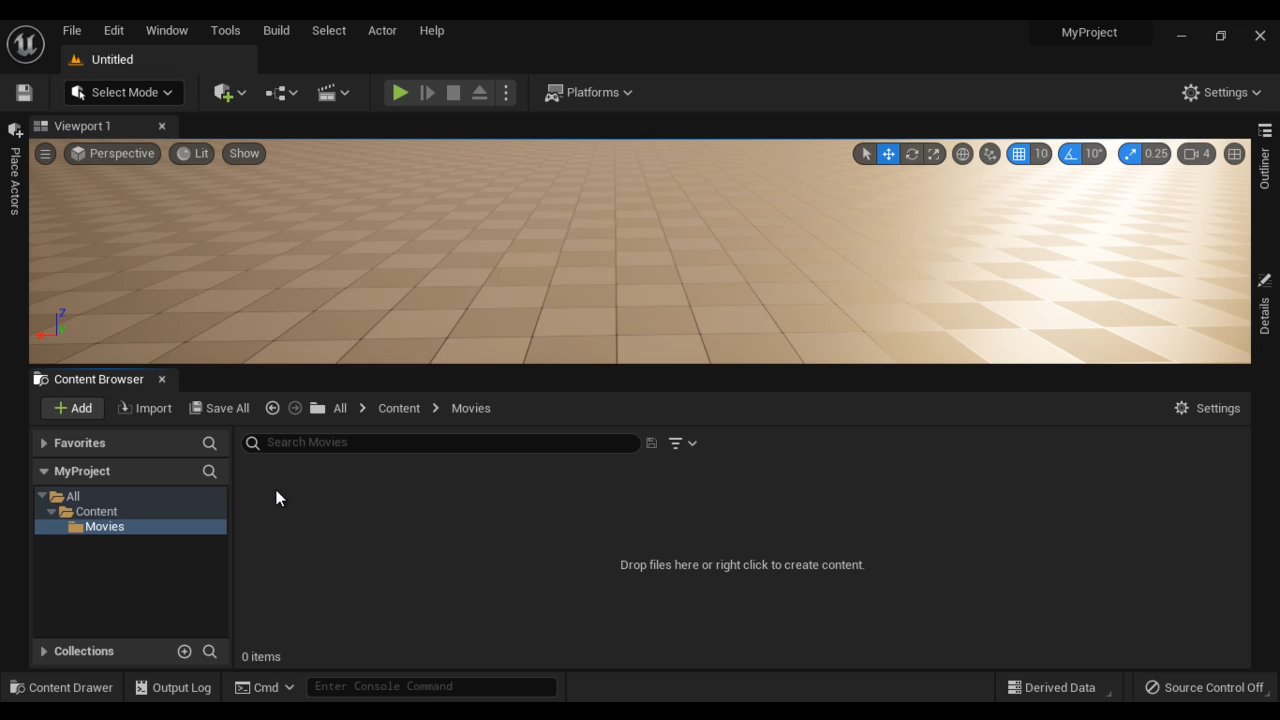 File Edit Window Tools Build Select Actor Help
MyProject
Untitled
Select Mode
Platforms
Settings
Viewport 1
Place Actors
Perspective
Lit
Show
10
10°
0.25
4
Outliner
Details
Z
Content Browser
Add
Import
Save All
All
Content
Movies
Settings
Favorites
Search Movies
MyProject
All
Content
Movies
Drop files here or right click to create content.
Collections
0 items
Content Drawer
Output Log
Cmd
Enter Console Command
Derived Data
Source Control Off